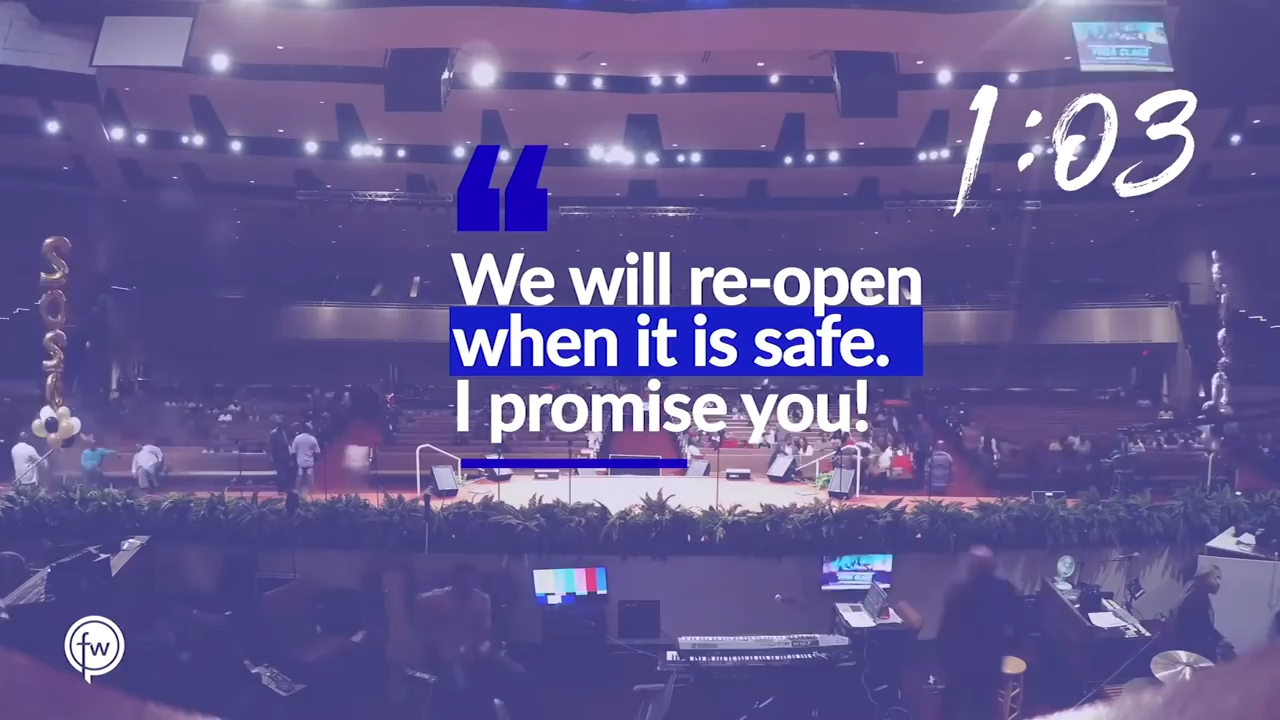 1:03
We will re-open
when it is safe.
I promise you!
fw